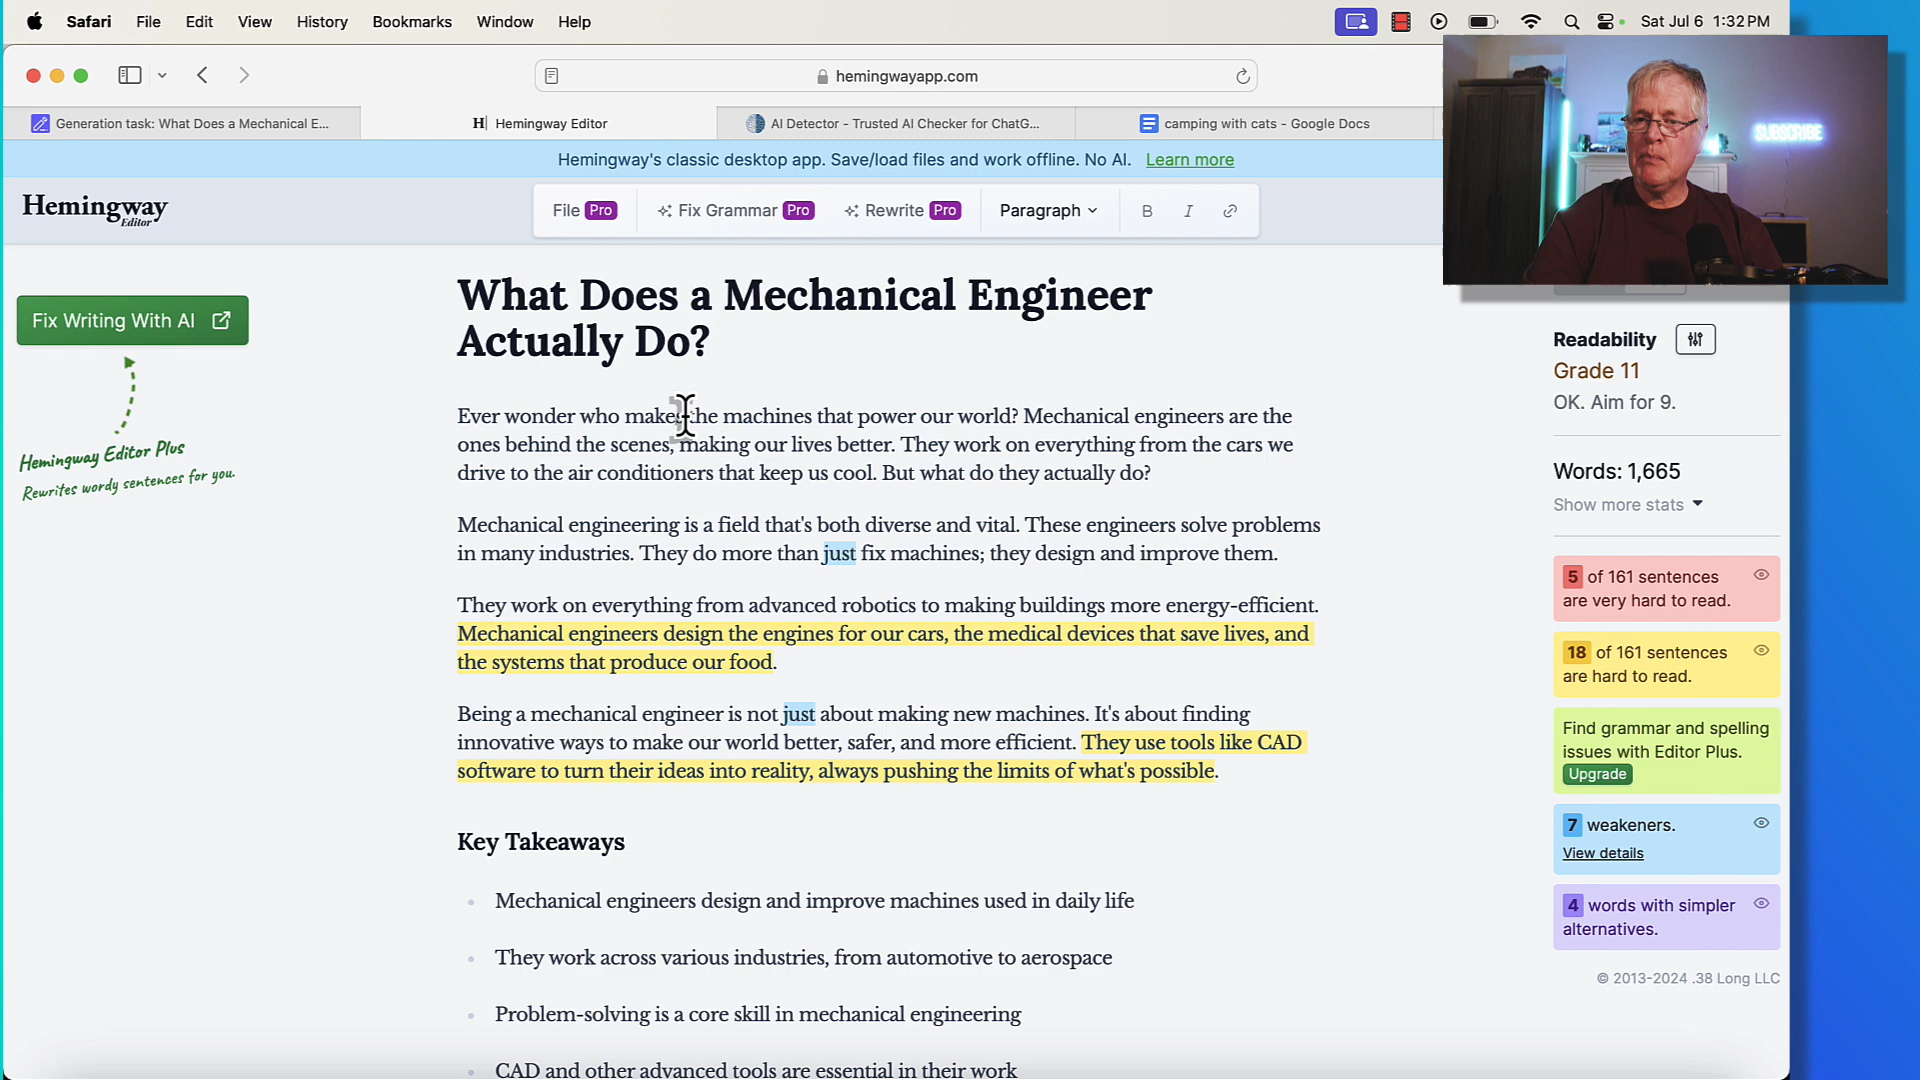 Safari File Edit View History Bookmarks Window Help
Sat Jul 6 1:32 PM
hemingwayapp.com
Generation task: What Does a Mechanical E...
H Hemingway Editor
AI Detector - Trusted AI Checker for ChatG...
camping with cats - Google Docs
Hemingway's classic desktop app. Save/load files and work offline. No AI. Learn more
Hemingway
Editor
File Pro
Fix Grammar Pro
Rewrite Pro
Paragraph
B I
SUBSCRIBE
Fix Writing With AI
Hemingway Editor Plus
Rewrites wordy sentences for you.
What Does a Mechanical Engineer
Actually Do?
Ever wonder who makes the machines that power our world? Mechanical engineers are the
ones behind the scenes, making our lives better. They work on everything from the cars we
drive to the air conditioners that keep us cool. But what do they actually do?
Mechanical engineering is a field that's both diverse and vital. These engineers solve problems
in many industries. They do more than just fix machines; they design and improve them.
They work on everything from advanced robotics to making buildings more energy-efficient.
Mechanical engineers design the engines for our cars, the medical devices that save lives, and
the systems that produce our food.
Being a mechanical engineer is not just about making new machines. It's about finding
innovative ways to make our world better, safer, and more efficient. They use tools like CAD
software to turn their ideas into reality, always pushing the limits of what's possible.
Key Takeaways
Mechanical engineers design and improve machines used in daily life
They work across various industries, from automotive to aerospace
Problem-solving is a core skill in mechanical engineering
CAD and other advanced tools are essential in their work
Readability
Grade 11
OK. Aim for 9.
Words: 1,665
Show more stats
5 of 161 sentences
are very hard to read.
18 of 161 sentences
are hard to read.
Find grammar and spelling
issues with Editor Plus.
Upgrade
7 weakeners.
View details
4 words with simpler
alternatives.
© 2013-2024 .38 Long LLC